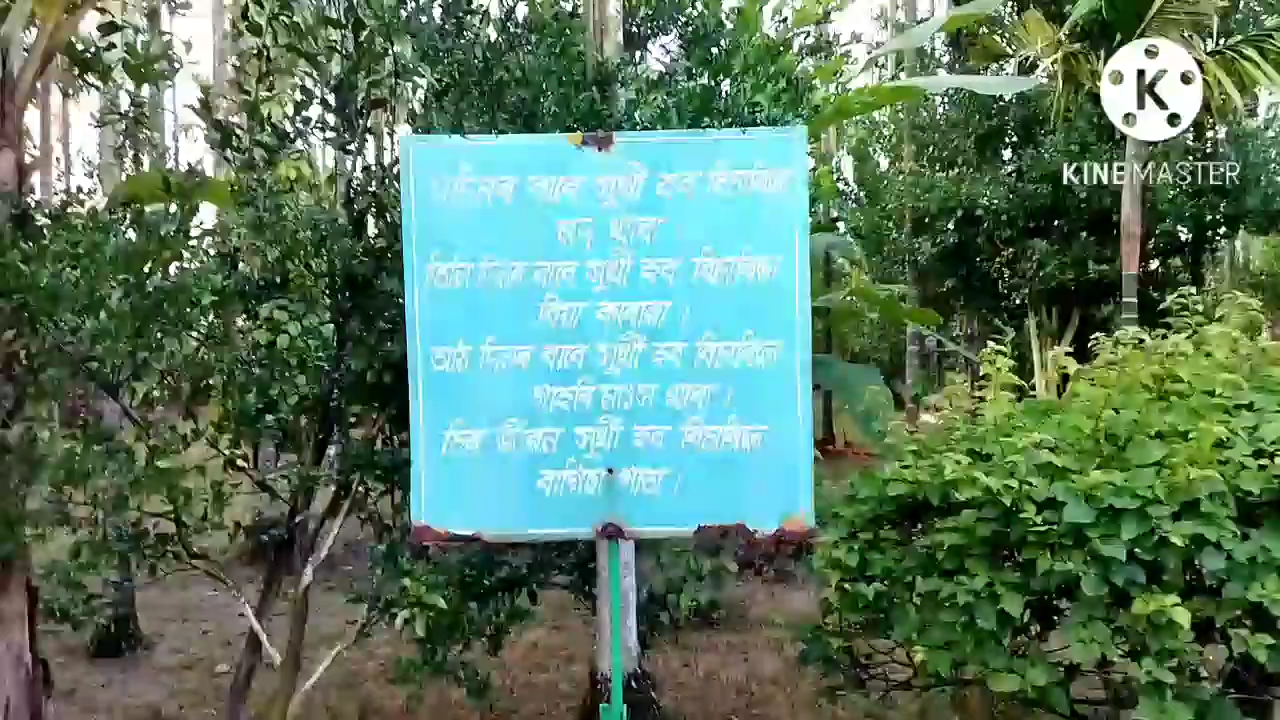 এদিনৰ বাবে সুখী হব বিচাৰিলে
মদ খাবা ।
তিনি দিনৰ বাবে সুখী হব বিচাৰিলে
বিয়া কৰাবা ।
আঠ দিনৰ বাবে সুখী হব বিচাৰিলে
গাহৰি মাংস খাবা ।
চিৰ জীৱন সুখী হব বিচাৰিলে
বাগিচা পাতা ।
KINEMASTER